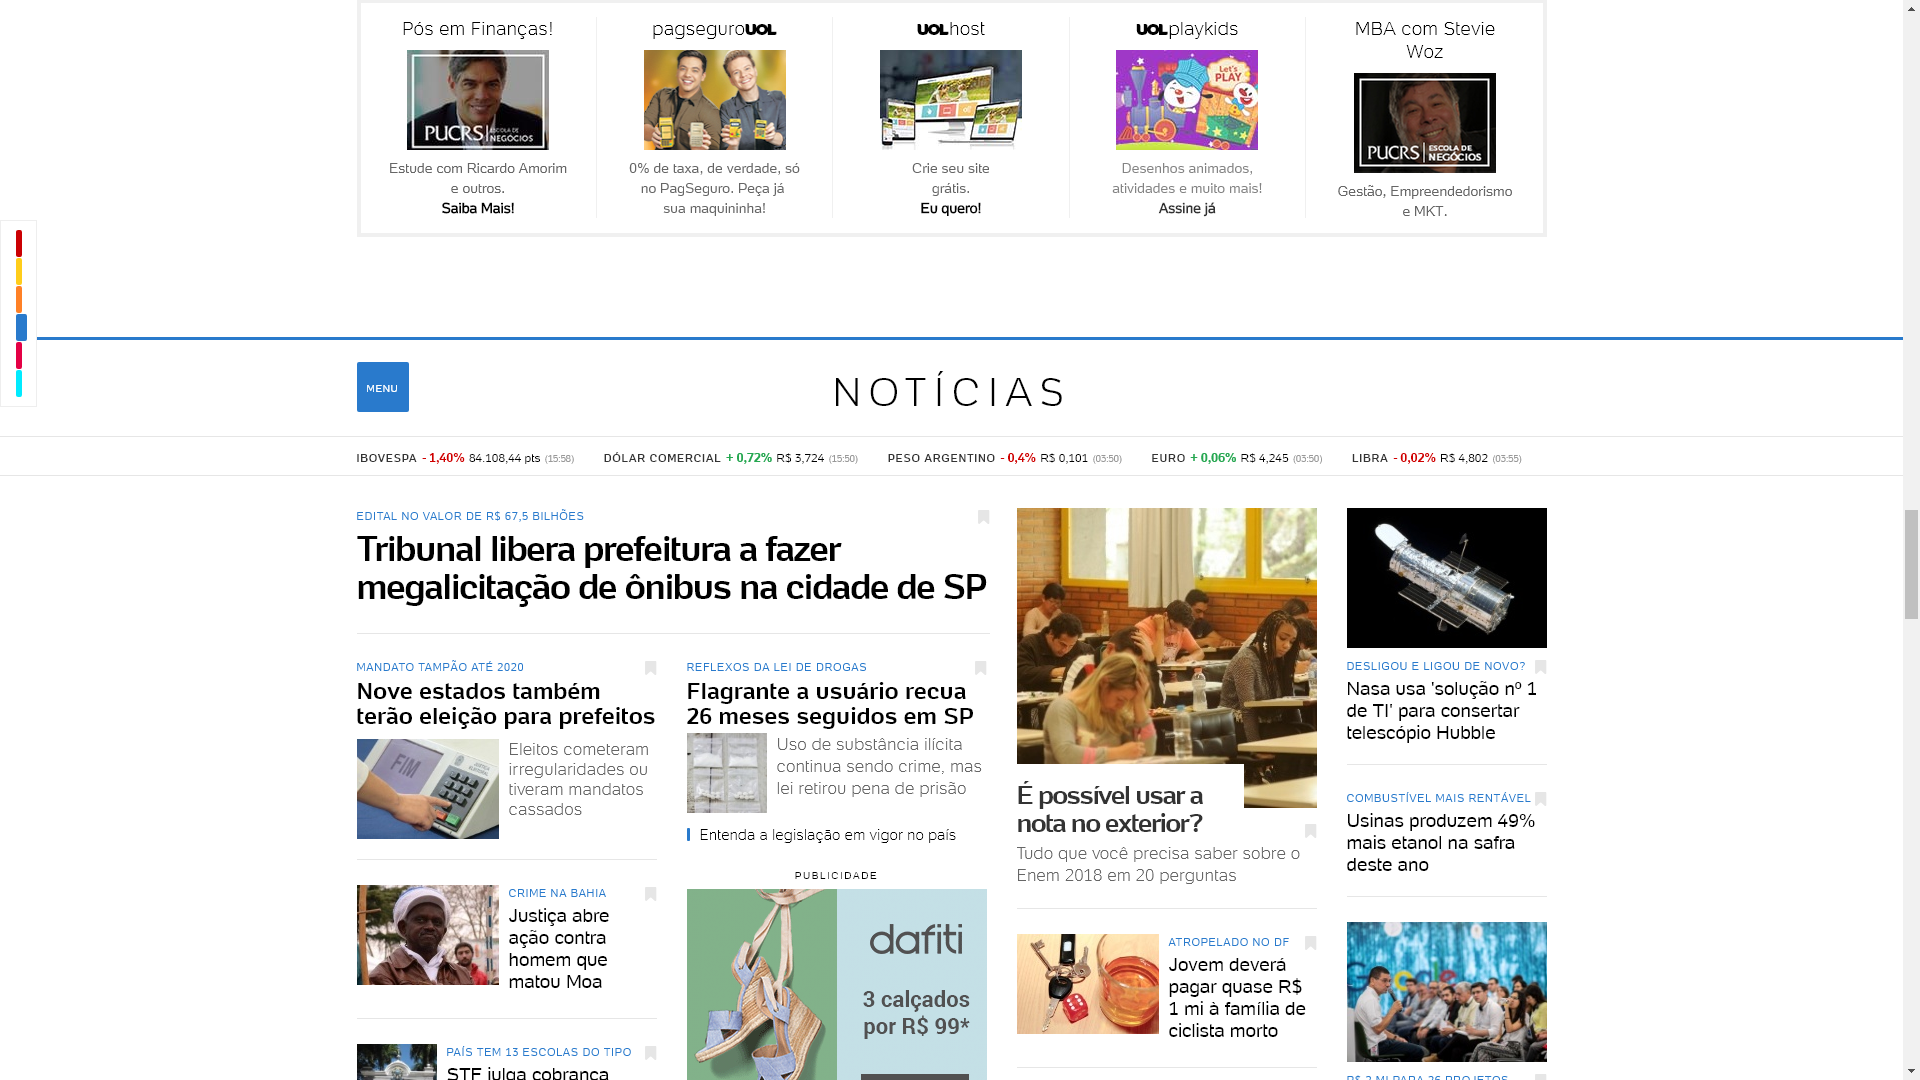 Pós em Finanças!
PUCRS ESCOLA DE NEGÓCIOS
Estude com Ricardo Amorim
e outros.
Saiba Mais!
pagseguroUOL
0% de taxa, de verdade, só
no PagSeguro. Peça já
sua maquininha!
UOLhost
Crie seu site
grátis.
Eu quero!
UOLplaykids
Let's
PLAY
Desenhos animados,
atividades e muito mais!
Assine já
MBA com Stevie
Woz
PUCRS ESCOLA DE NEGÓCIOS
Gestão, Empreendedorismo
e MKT.
MENU
NOTÍCIAS
IBOVESPA - 1,40% 84.108,44 pts (15:56) DÓLAR COMERCIAL + 0,72% R$ 3,724 (15:50) PESO ARGENTINO - 0,4% R$ 0,101 (03:50) EURO + 0,06% R$ 4,245 (03:50) LIBRA - 0,02% R$ 4,802 (03:55)
EDITAL NO VALOR DE R$ 67,5 BILHÕES
Tribunal libera prefeitura a fazer
megalicitação de ônibus na cidade de SP
MANDATO TAMPÃO ATÉ 2020
Nove estados também
terão eleição para prefeitos
FIM
Eleitos cometeram
irregularidades ou
tiveram mandatos
cassados
CRIME NA BAHIA
Justiça abre
ação contra
homem que
matou Moa
PAÍS TEM 13 ESCOLAS DO TIPO
STF julga cobrança
REFLEXOS DA LEI DE DROGAS
Flagrante a usuário recua
26 meses seguidos em SP
Uso de substância ilícita
continua sendo crime, mas
lei retirou pena de prisão
Entenda a legislação em vigor no país
PUBLICIDADE
dafiti
3 calçados
por R$ 99*
É possível usar a
nota no exterior?
Tudo que você precisa saber sobre o
Enem 2018 em 20 perguntas
ATROPELADO NO DF
Jovem deverá
pagar quase R$
1 mi à família de
ciclista morto
DESLIGOU E LIGOU DE NOVO?
Nasa usa 'solução nº 1
de TI' para consertar
telescópio Hubble
COMBUSTÍVEL MAIS RENTÁVEL
Usinas produzem 49%
mais etanol na safra
deste ano
R$ 2 MI PARA 26 PROJETOS